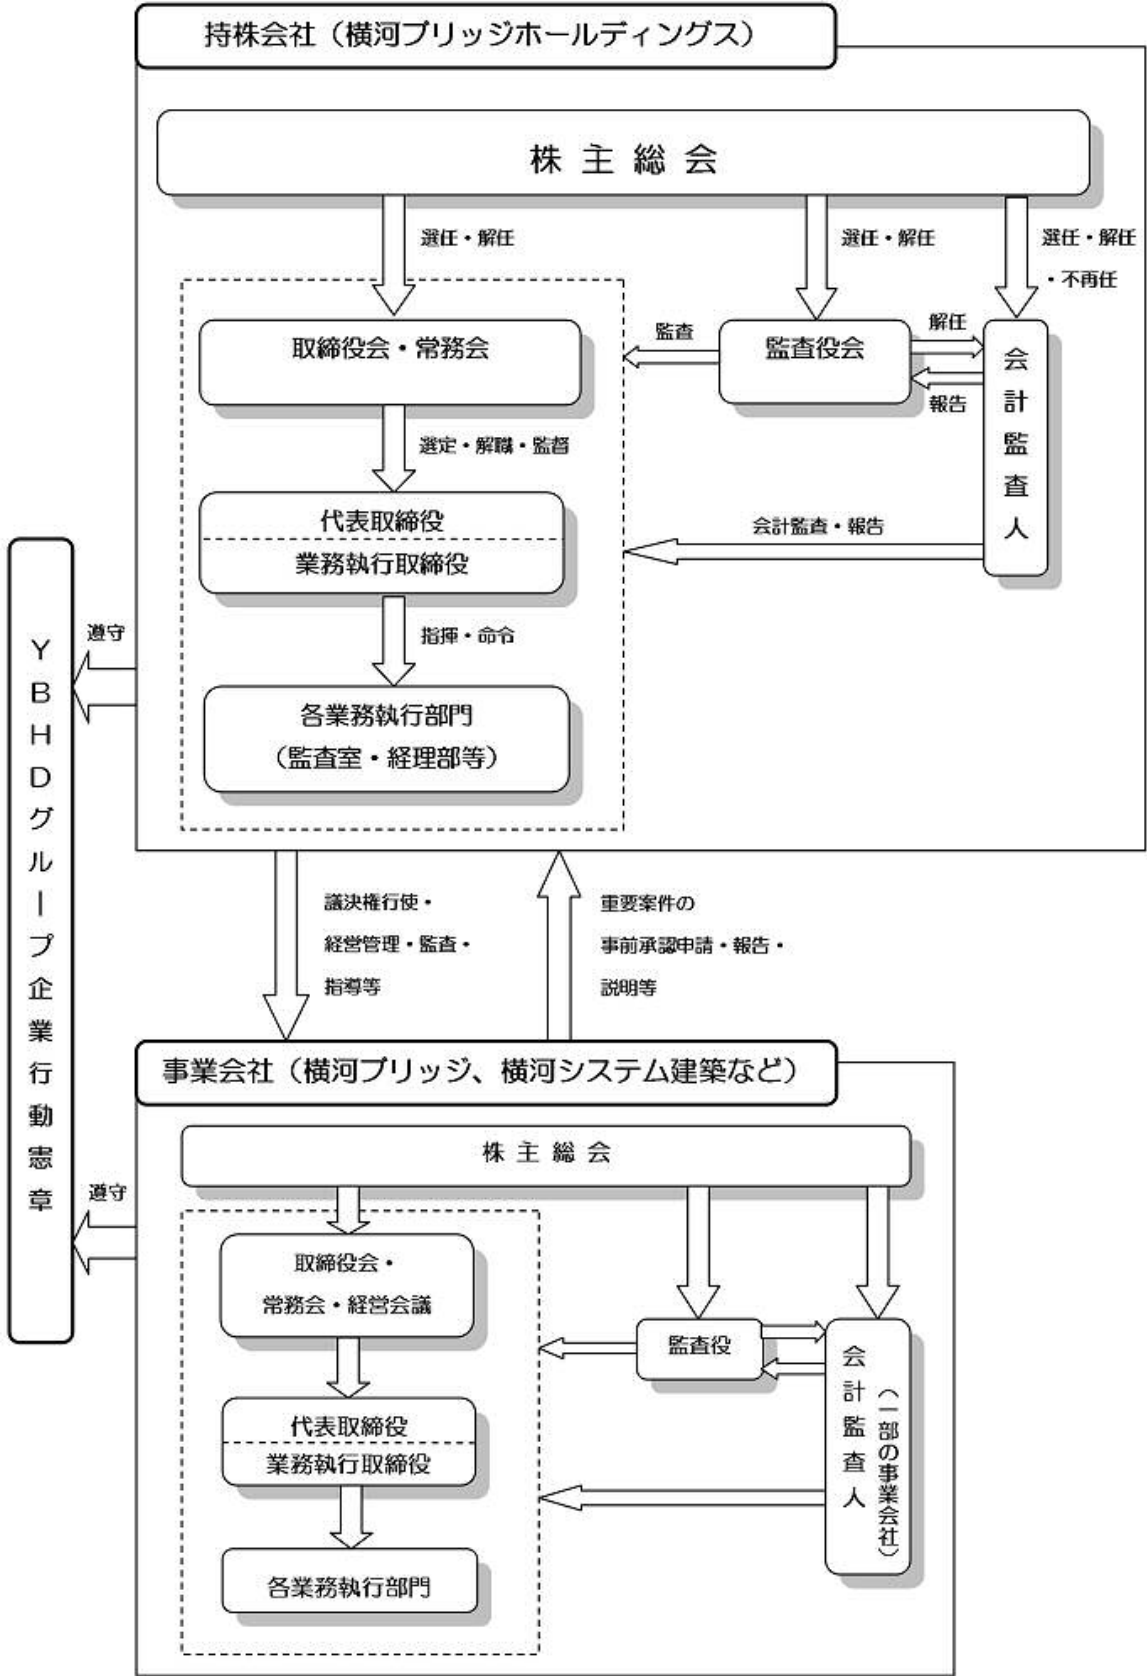 持株会社（横河ブリッジホールディングス）
株主総会
選任・解任
選任・解任
選任・解任
・不再任
取締役会・常務会
監査
監査役会
解任
報告
会計監査人
選定・解職・監督
代表取締役
業務執行取締役
会計監査・報告
指揮・命令
各業務執行部門
（監査室・経理部等）
遵守
YBHDグループ企業行動憲章
議決権行使・
経営管理・監査・
指導等
重要案件の
事前承認申請・報告・
説明等
事業会社（横河ブリッジ、横河システム建築など）
株主総会
遵守
取締役会・
常務会・経営会議
監査役
会計監査人
（一部の事業会社）
代表取締役
業務執行取締役
各業務執行部門